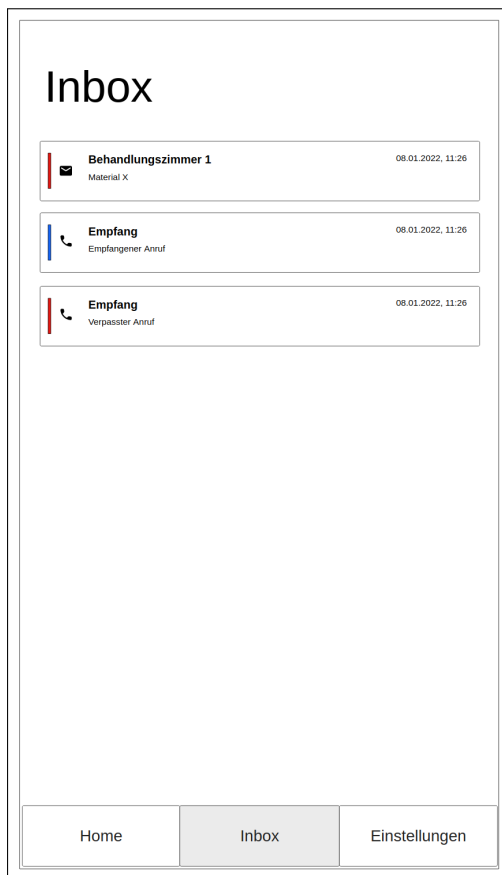 Inbox
Behandlungszimmer 1
08.01.2022, 11:26
Material X
Empfang
08.01.2022, 11:26
Empfangener Anruf
Empfang
08.01.2022, 11:26
Verpasster Anruf
Home
Inbox
Einstellungen